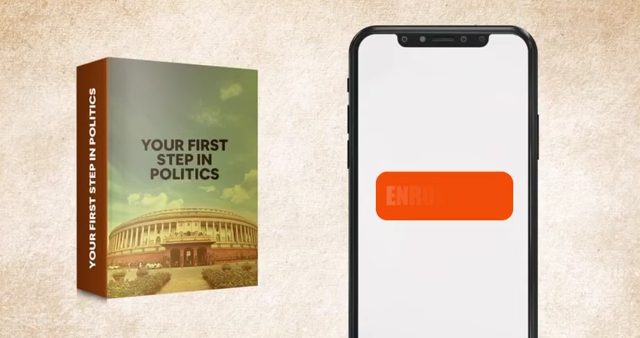 YOUR FIRST STEP IN POLITICS
YOUR FIRST
STEP IN
POLITICS